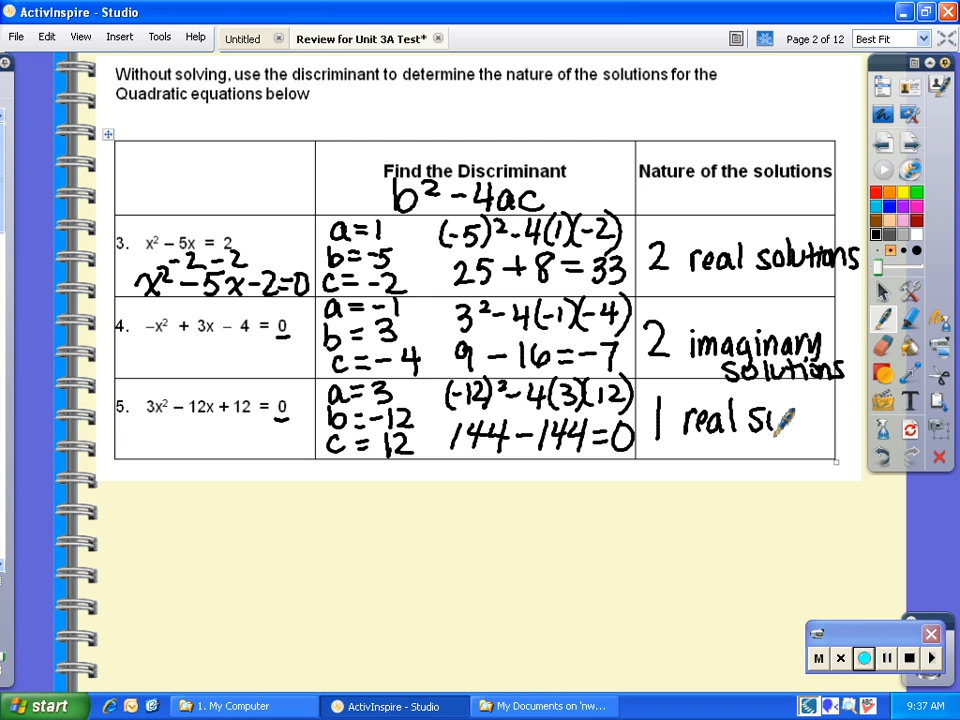 ActivInspire - Studio
File Edit View Insert Tools Help
Untitled
Review for Unit 3A Test*
Page 2 of 12
Best Fit
Without solving, use the discriminant to determine the nature of the solutions for the
Quadratic equations below
Find the Discriminant
Nature of the solutions
b² - 4ac
3. x² – 5x = 2
-2 -2
x² - 5x - 2 = 0
a = 1
b = -5
c = -2
(-5)² - 4(1)(-2)
25 + 8 = 33
2 real solutions
4. –x² + 3x – 4 = 0
a = -1
b = 3
c = -4
3² - 4(-1)(-4)
9 - 16 = -7
2 imaginary
solutions
5. 3x² – 12x + 12 = 0
a = 3
b = -12
c = 12
(-12)² - 4(3)(12)
144 - 144 = 0
1 real
M
start
1. My Computer
ActivInspire - Studio
My Documents on 'nw...
9:37 AM